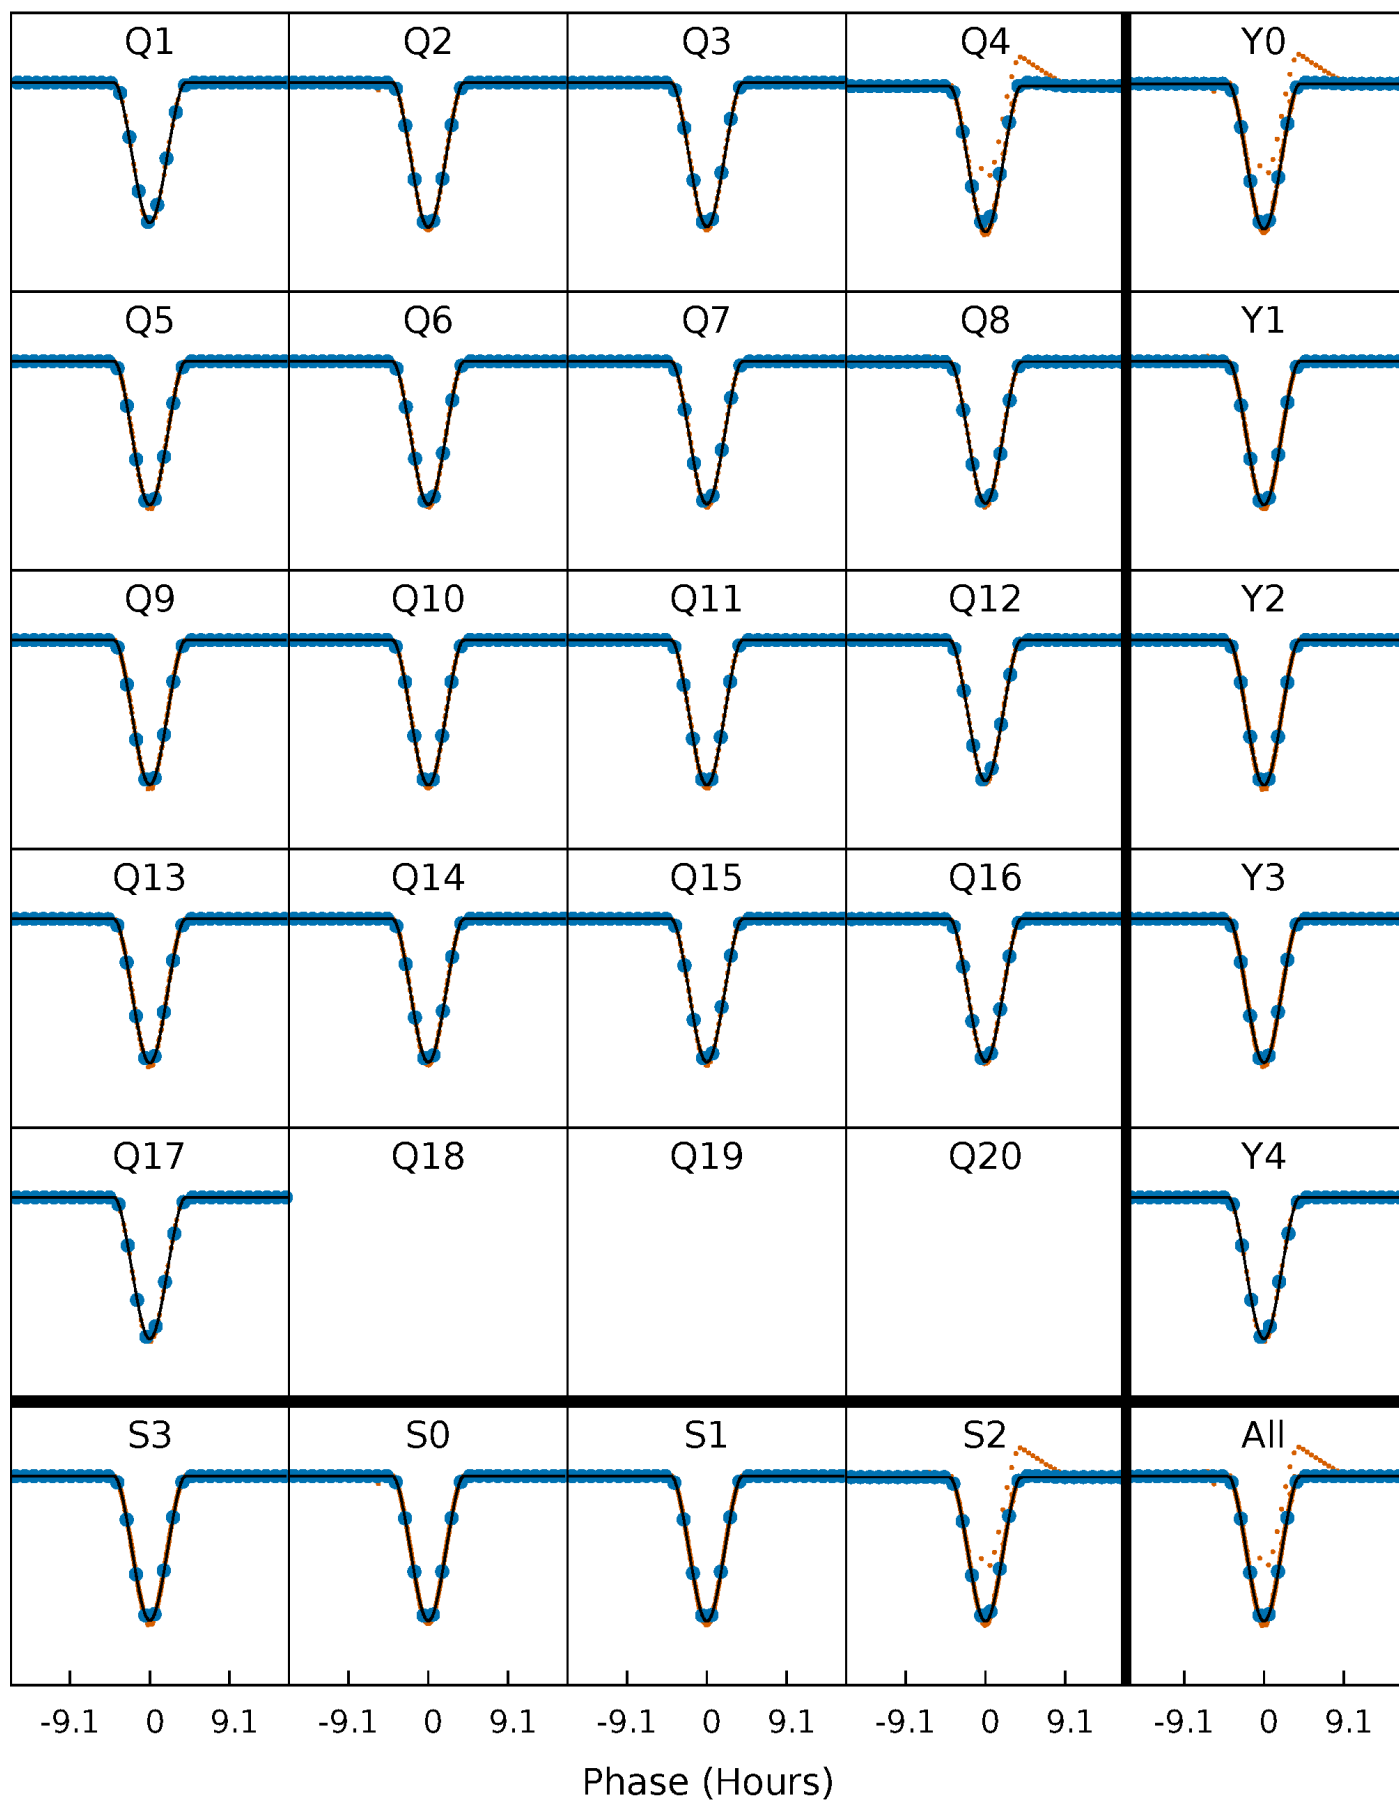 Q1 Q2 Q3 Q4 Y0
Q5 Q6 Q7 Q8 Y1
Q9 Q10 Q11 Q12 Y2
Q13 Q14 Q15 Q16 Y3
Q17 Q18 Q19 Q20 Y4
S3 S0 S1 S2 All
-9.1 0 9.1 -9.1 0 9.1 -9.1 0 9.1 -9.1 0 9.1 -9.1 0 9.1
Phase (Hours)